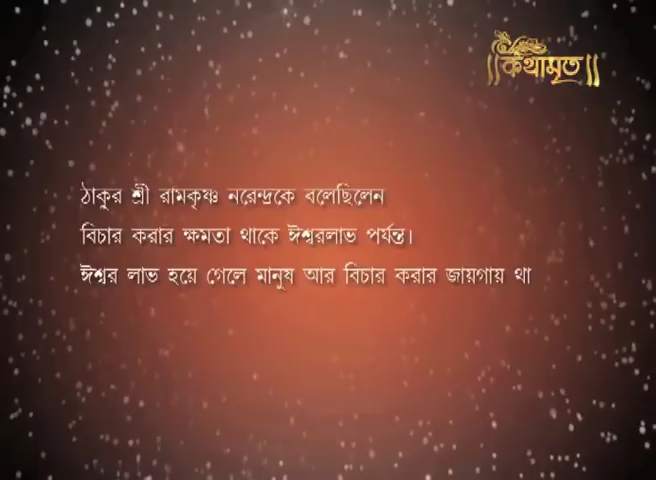 ॥কথামৃত॥
ঠাকুর শ্রী রামকৃষ্ণ নরেন্দ্রকে বলেছিলেন
বিচার করার ক্ষমতা থাকে ঈশ্বরলাভ পর্যন্ত।
ঈশ্বর লাভ হয়ে গেলে মানুষ আর বিচার করার জায়গায় থা